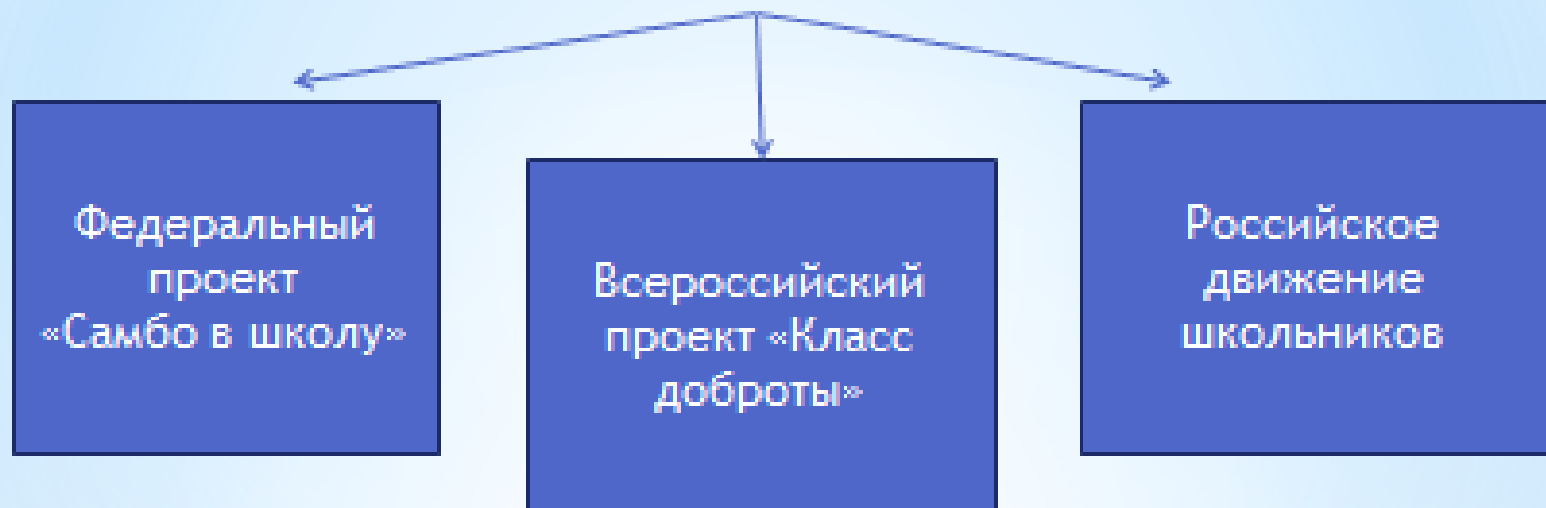 Федеральный
проект
«Самбо в школу»
Всероссийский
проект «Класс
доброты»
Российское
движение
школьников